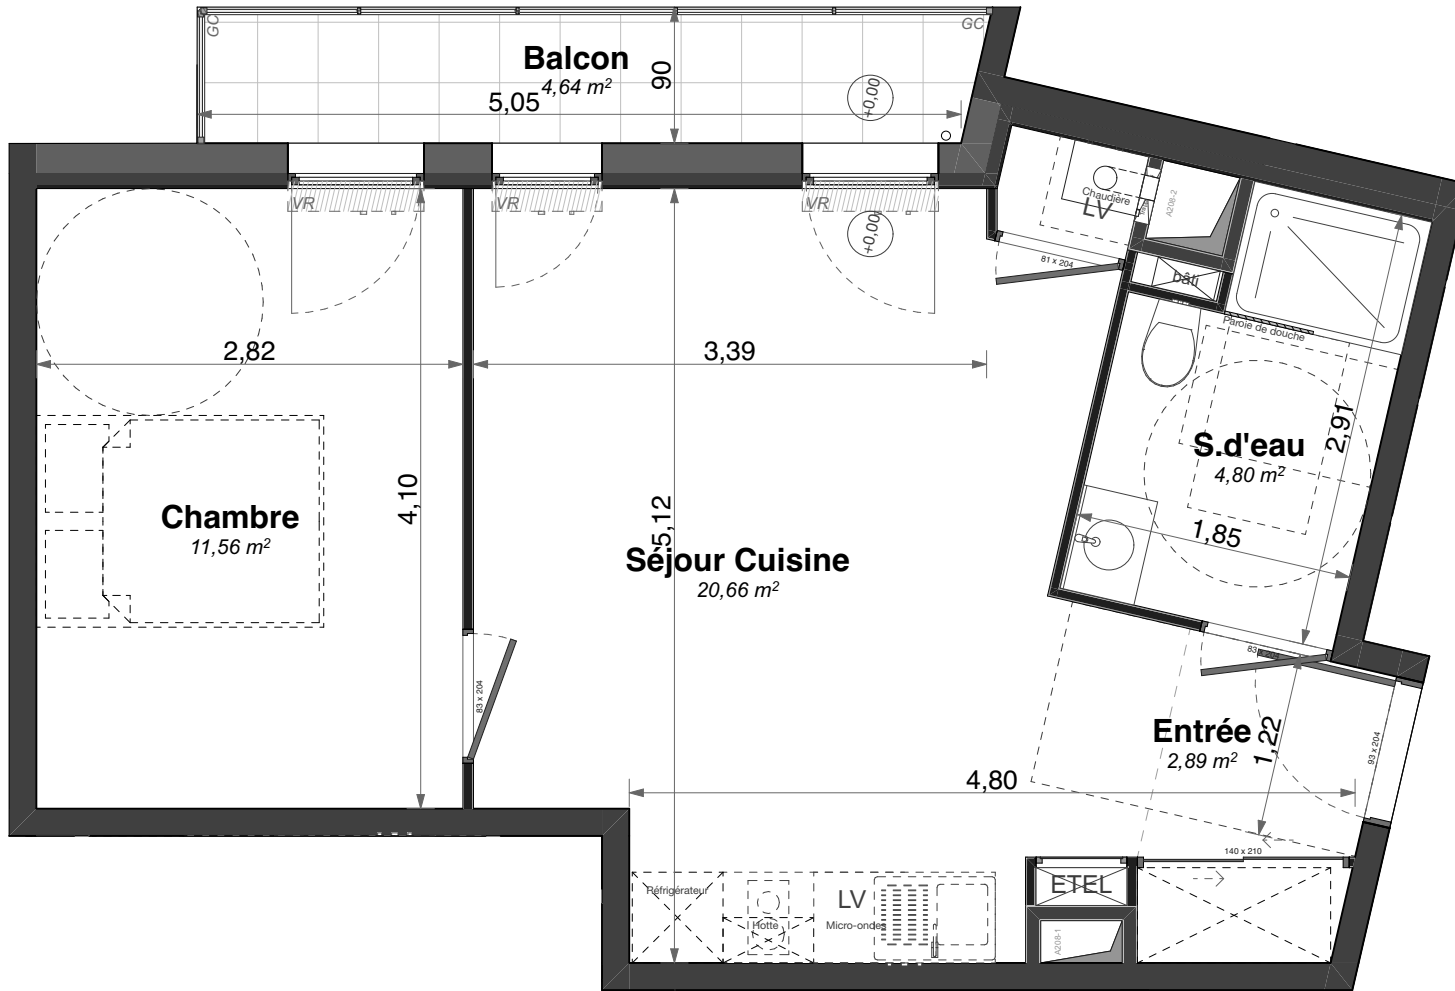 GC
GC
Balcon
4,64 m²
90
5,05
+0,00
VR
VR
VR
+0,00
Chaudière
LV
A208-2
81 x 204
bâti
Paroie de douche
2,82
3,39
2,91
S.d'eau
4,80 m²
1,85
4,10
Chambre
11,56 m²
5,12
Séjour Cuisine
20,66 m²
83 x 204
83 x 204
Entrée
2,89 m²
1,22
93 x 204
4,80
140 x 210
Réfrigérateur
Hotte
LV
Micro-ondes
ETEL
A208-1